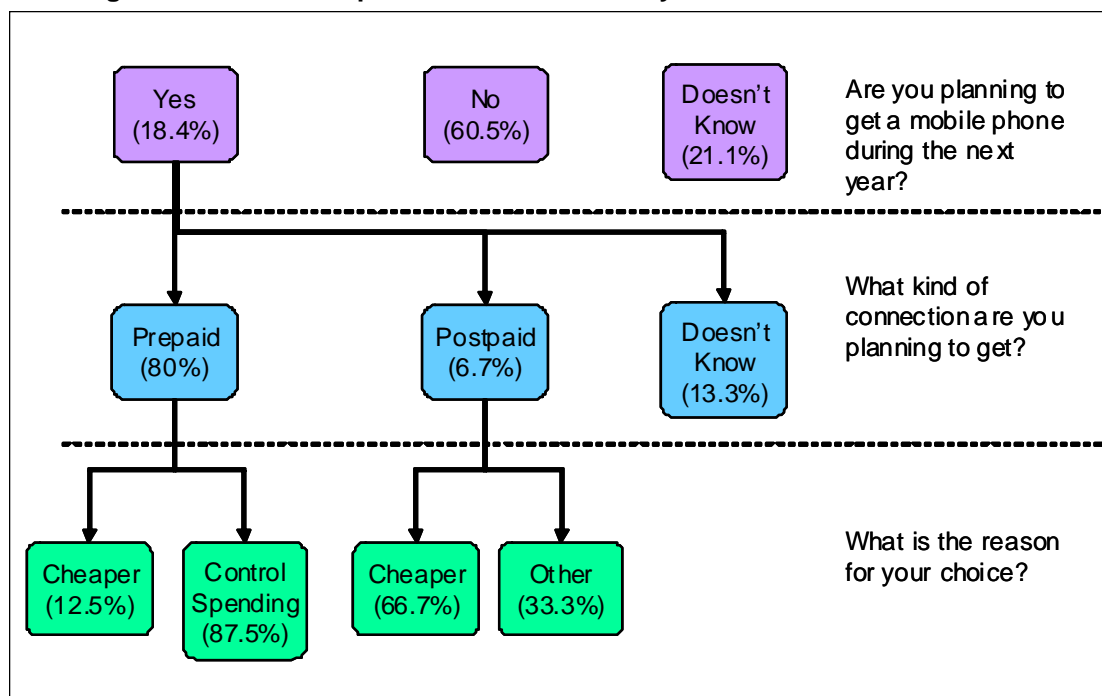 Yes
(18.4%)
No
(60.5%)
Doesn't
Know
(21.1%)
Are you planning to
get a mobile phone
during the next
year?
Prepaid
(80%)
Postpaid
(6.7%)
Doesn't
Know
(13.3%)
What kind of
connection are you
planning to get?
Cheaper
(12.5%)
Control
Spending
(87.5%)
Cheaper
(66.7%)
Other
(33.3%)
What is the reason
for your choice?